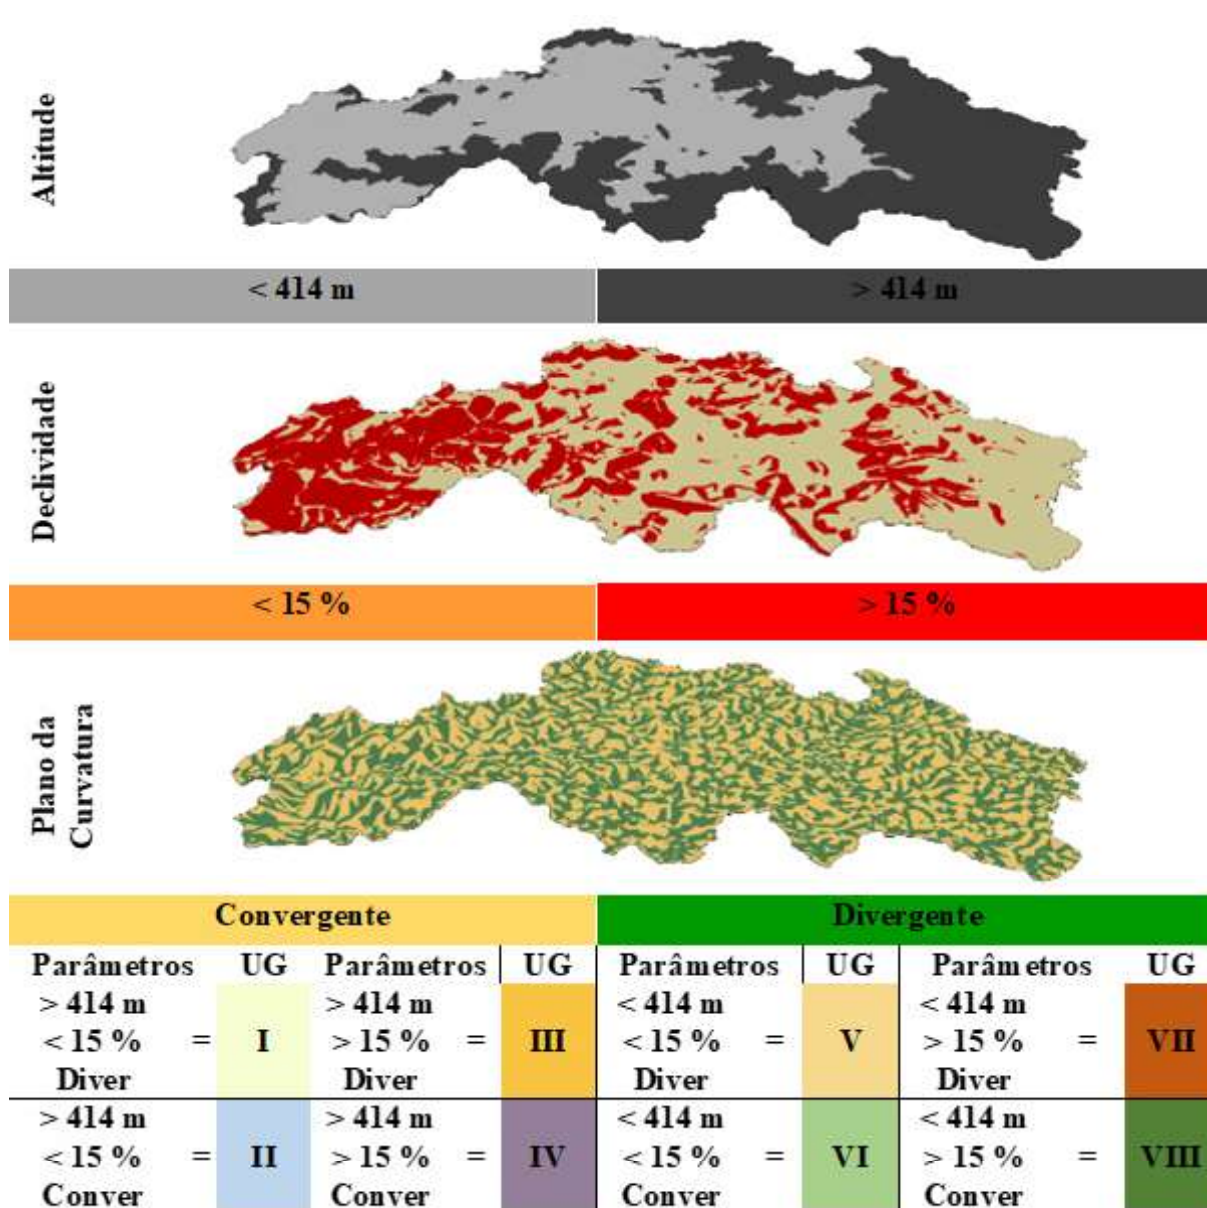 Altitude
< 414 m > 414 m
Declividade
< 15 % > 15 %
Plano da
Curvatura
Convergente Divergente
Parâmetros UG Parâmetros UG Parâmetros UG Parâmetros UG
> 414 m > 414 m < 414 m < 414 m
< 15 % = I > 15 % = III < 15 % = V > 15 % = VII
Diver Diver Diver Diver
> 414 m > 414 m < 414 m < 414 m
< 15 % = II > 15 % = IV < 15 % = VI > 15 % = VIII
Conver Conver Conver Conver